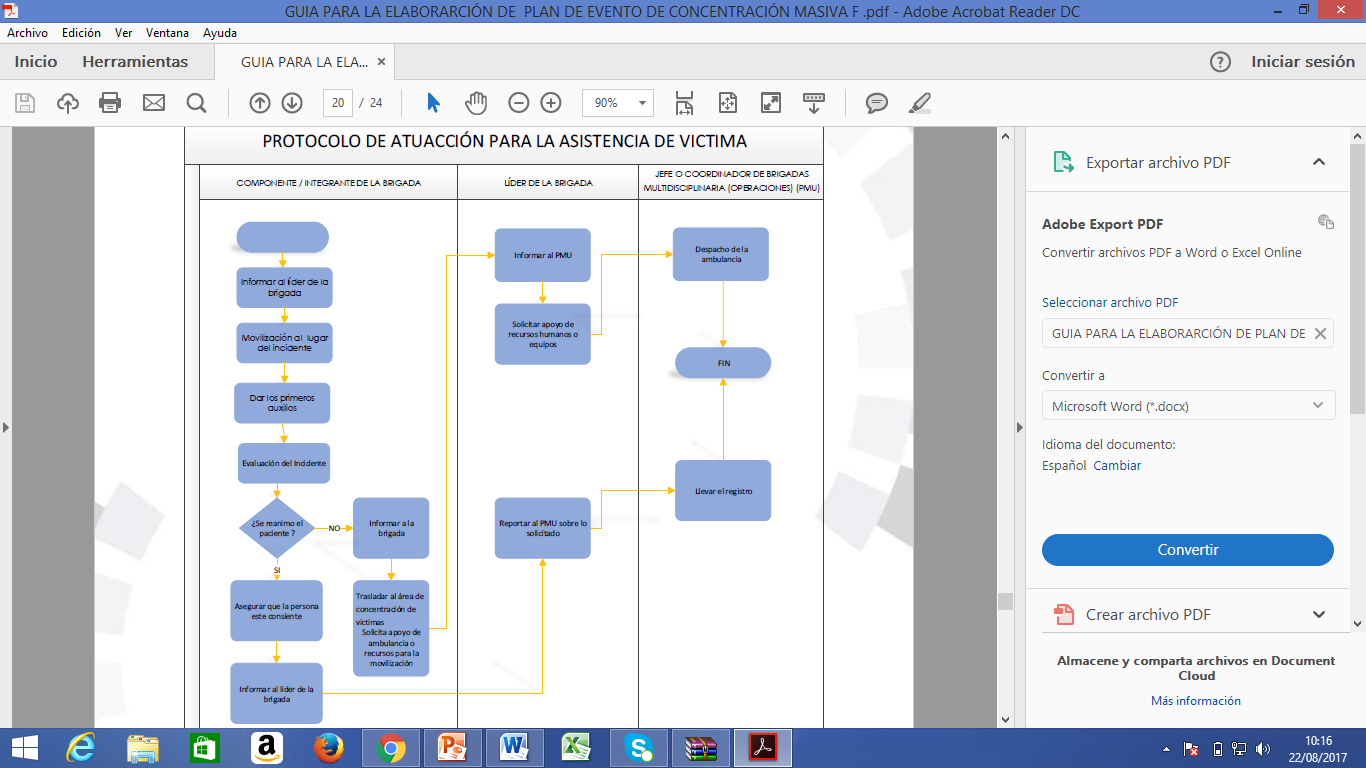 GUIA PARA LA ELABORARCIÓN DE PLAN DE EVENTO DE CONCENTRACIÓN MASIVA F .pdf - Adobe Acrobat Reader DC
Archivo Edición Ver Ventana Ayuda
Inicio Herramientas GUIA PARA LA ELA... × Iniciar sesión
20 / 24 90%
PROTOCOLO DE ATUACCIÓN PARA LA ASISTENCIA DE VICTIMA
COMPONENTE / INTEGRANTE DE LA BRIGADA
LÍDER DE LA BRIGADA
JEFE O COORDINADOR DE BRIGADAS
MULTIDISCIPLINARIA (OPERACIONES) (PMU)
Informar al líder de la
brigada
Movilización al lugar
del incidente
Dar los primeros
auxilios
Evaluación del Incidente
¿Se reanimo el
paciente ?
NO
Informar a la
brigada
SI
Asegurar que la persona
este consiente
Trasladar al área de
concentración de
victimas
Solicita apoyo de
ambulancia o
recursos para la
movilización
Informar al líder de la
brigada
Informar al PMU
Solicitar apoyo de
recursos humanos o
equipos
Reportar al PMU sobre lo
solicitado
Despacho de la
ambulancia
FIN
Llevar el registro
Exportar archivo PDF
Adobe Export PDF
Convertir archivos PDF a Word o Excel Online
Seleccionar archivo PDF
GUIA PARA LA ELABORARCIÓN DE PLAN DE
Convertir a
Microsoft Word (*.docx)
Idioma del documento:
Español Cambiar
Convertir
Crear archivo PDF
Almacene y comparta archivos en Document
Cloud
Más información
10:16
22/08/2017